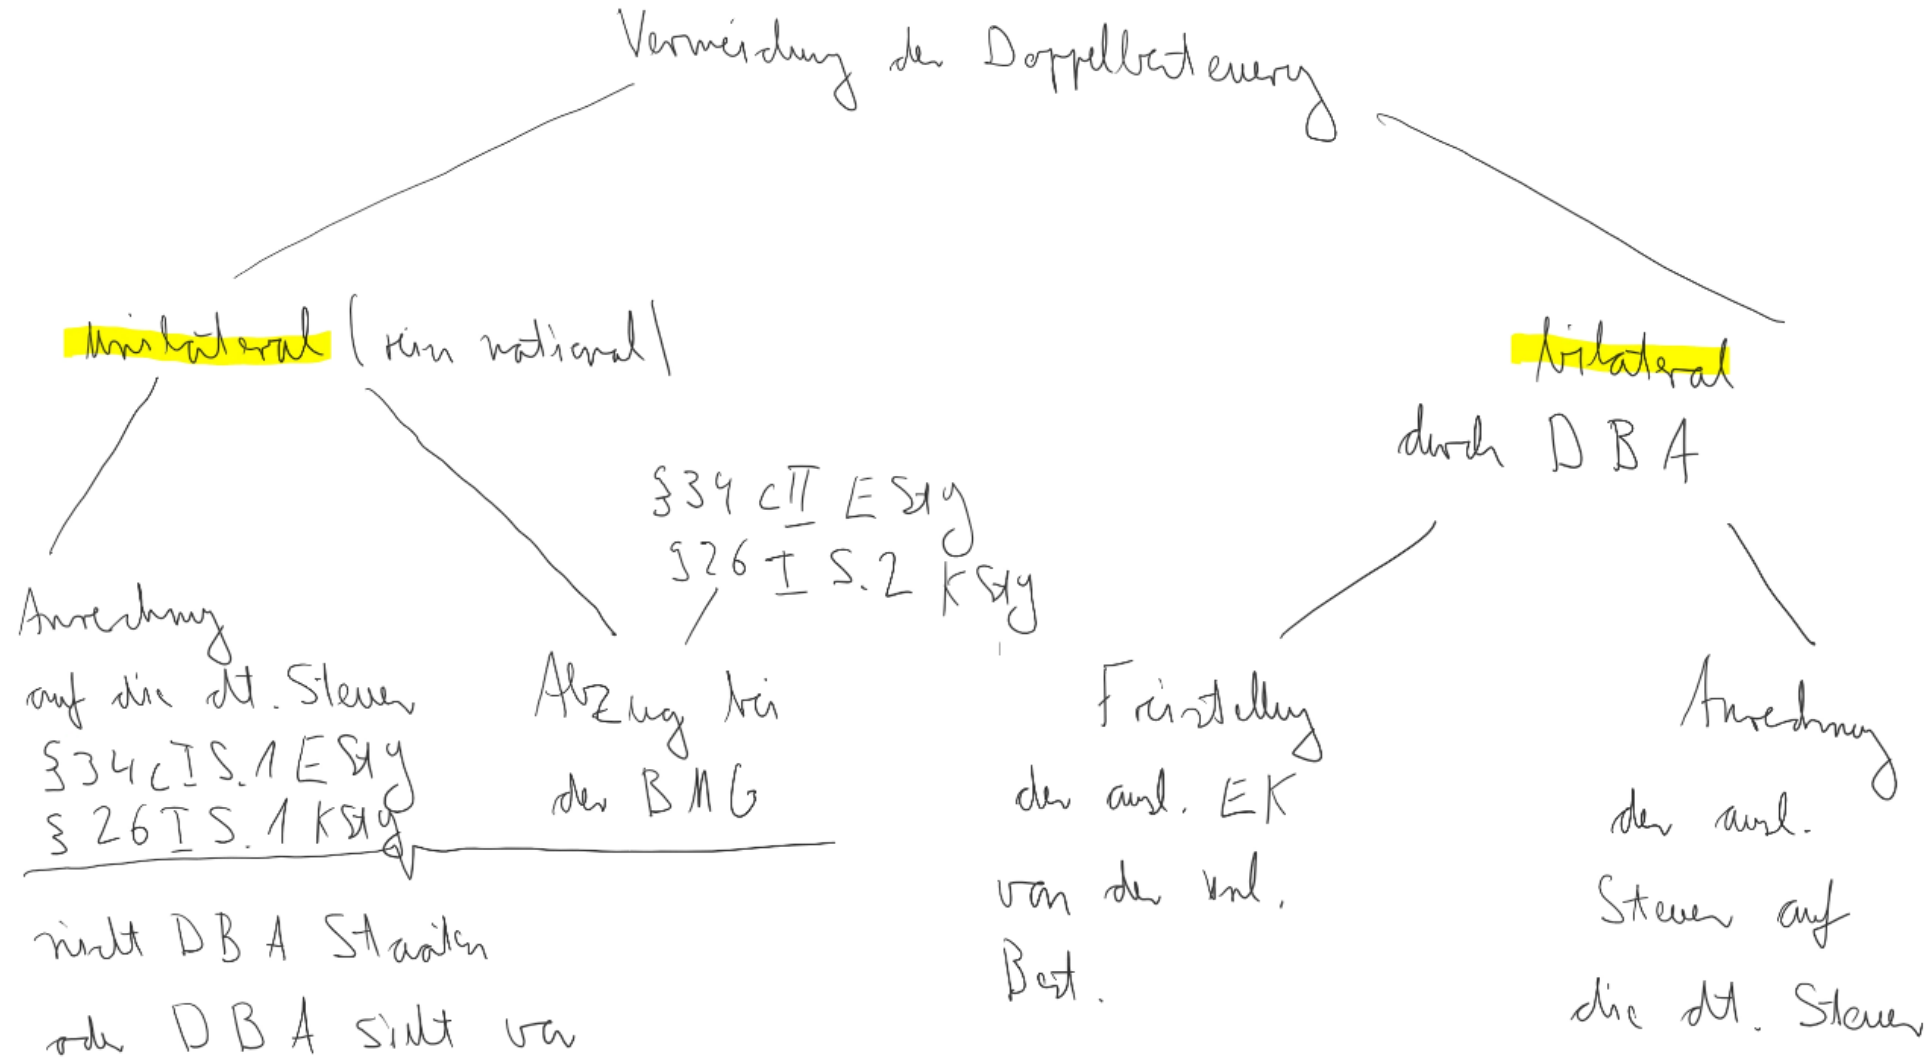 Vermeidung der Doppelbesteuerung
unilateral (rein national)
bilateral
durch DBA
§34 c II EStG
§26 I S.2 KStG
Anrechnung
auf die dt. Steuer
§34c I S.1 EStG
§ 26 I S.1 KStG
Abzug bei
der BMG
nicht DBA Staaten
oder DBA sieht vor
Freistellung
der ausl. EK
von der inl.
Best.
Anrechnung
der ausl.
Steuer auf
die dt. Steuer